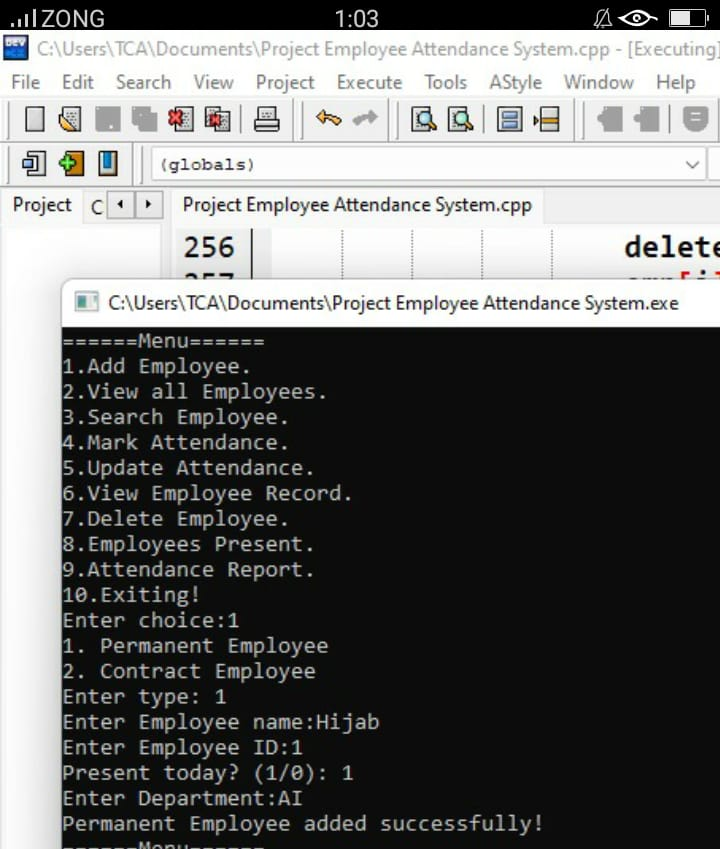 ZONG 1:03
C:\Users\TCA\Documents\Project Employee Attendance System.cpp - [Executing]
File Edit Search View Project Execute Tools AStyle Window Help
(globals)
Project C Project Employee Attendance System.cpp
256 delete
257
C:\Users\TCA\Documents\Project Employee Attendance System.exe
======Menu======
1.Add Employee.
2.View all Employees.
3.Search Employee.
4.Mark Attendance.
5.Update Attendance.
6.View Employee Record.
7.Delete Employee.
8.Employees Present.
9.Attendance Report.
10.Exiting!
Enter choice:1
1. Permanent Employee
2. Contract Employee
Enter type: 1
Enter Employee name:Hijab
Enter Employee ID:1
Present today? (1/0): 1
Enter Department:AI
Permanent Employee added successfully!
======Menu======